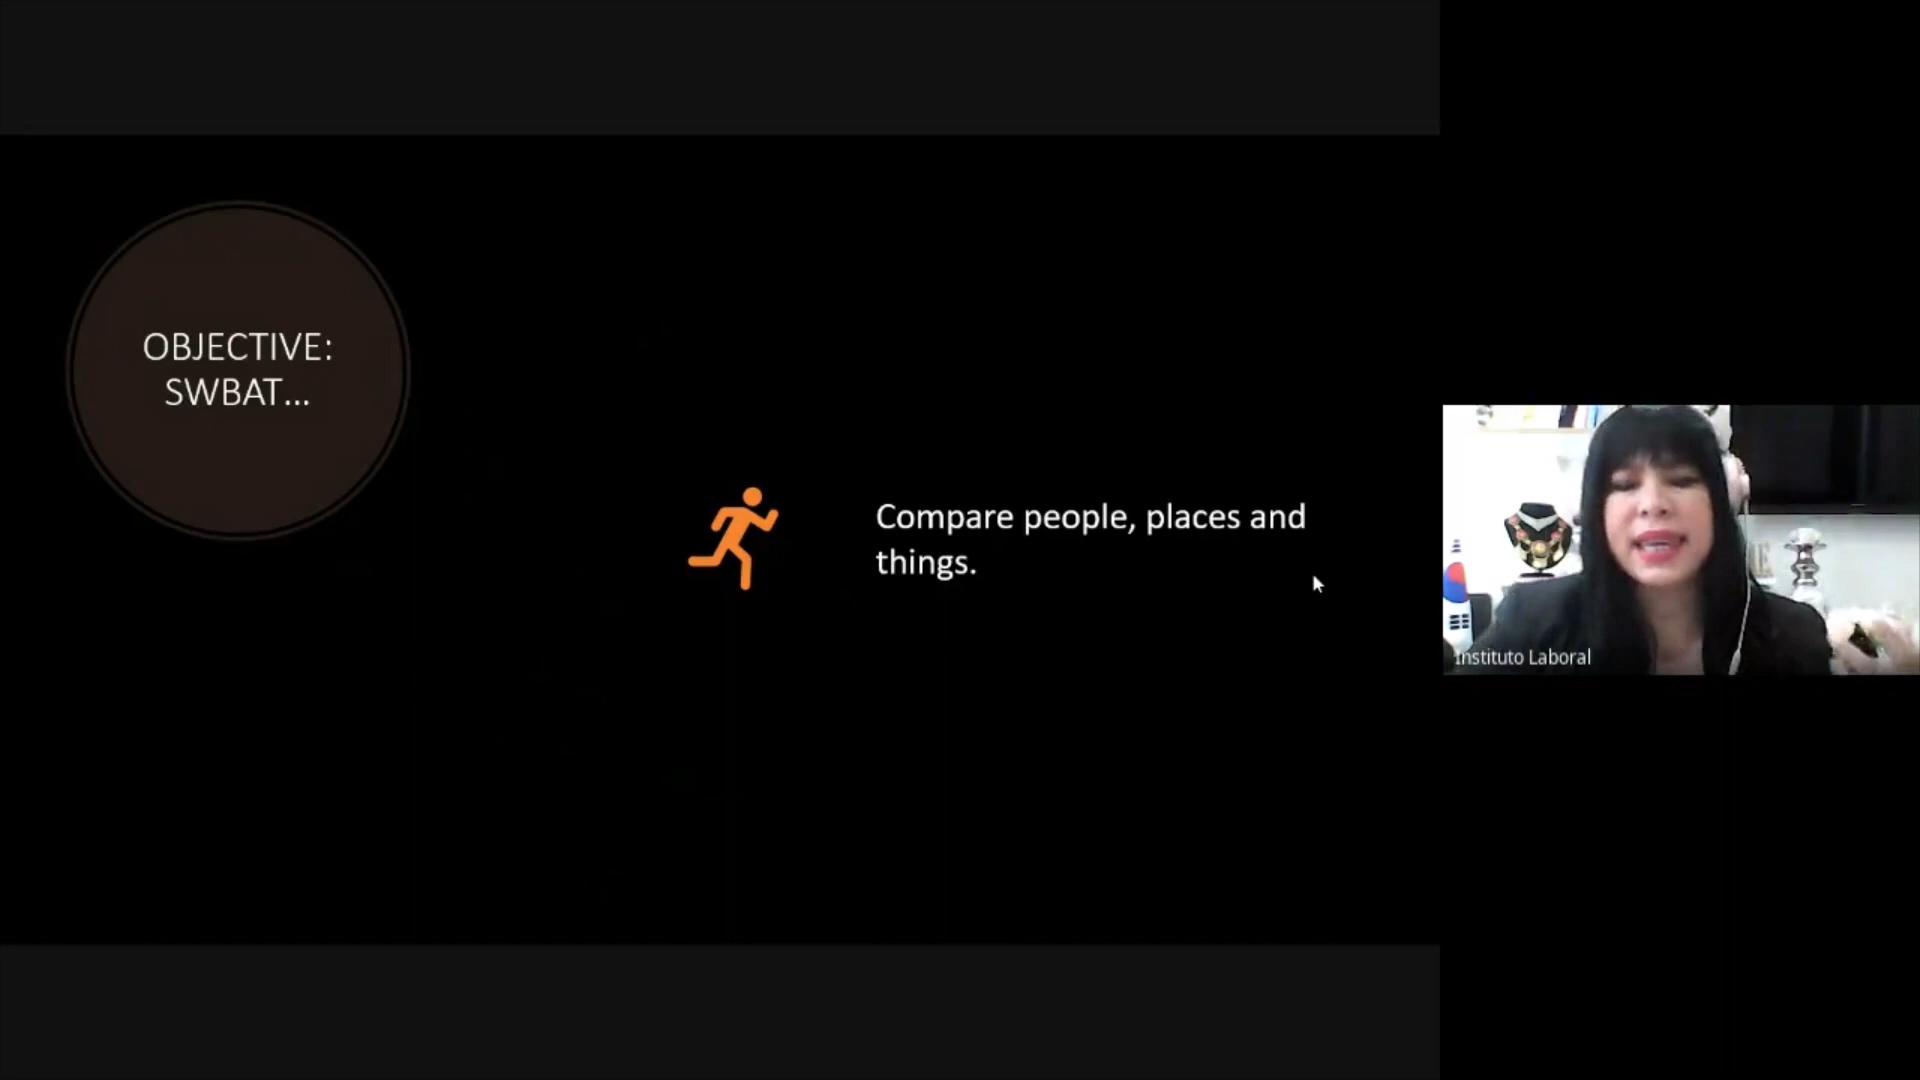 OBJECTIVE:
SWBAT...
Compare people, places and
things.
Instituto Laboral